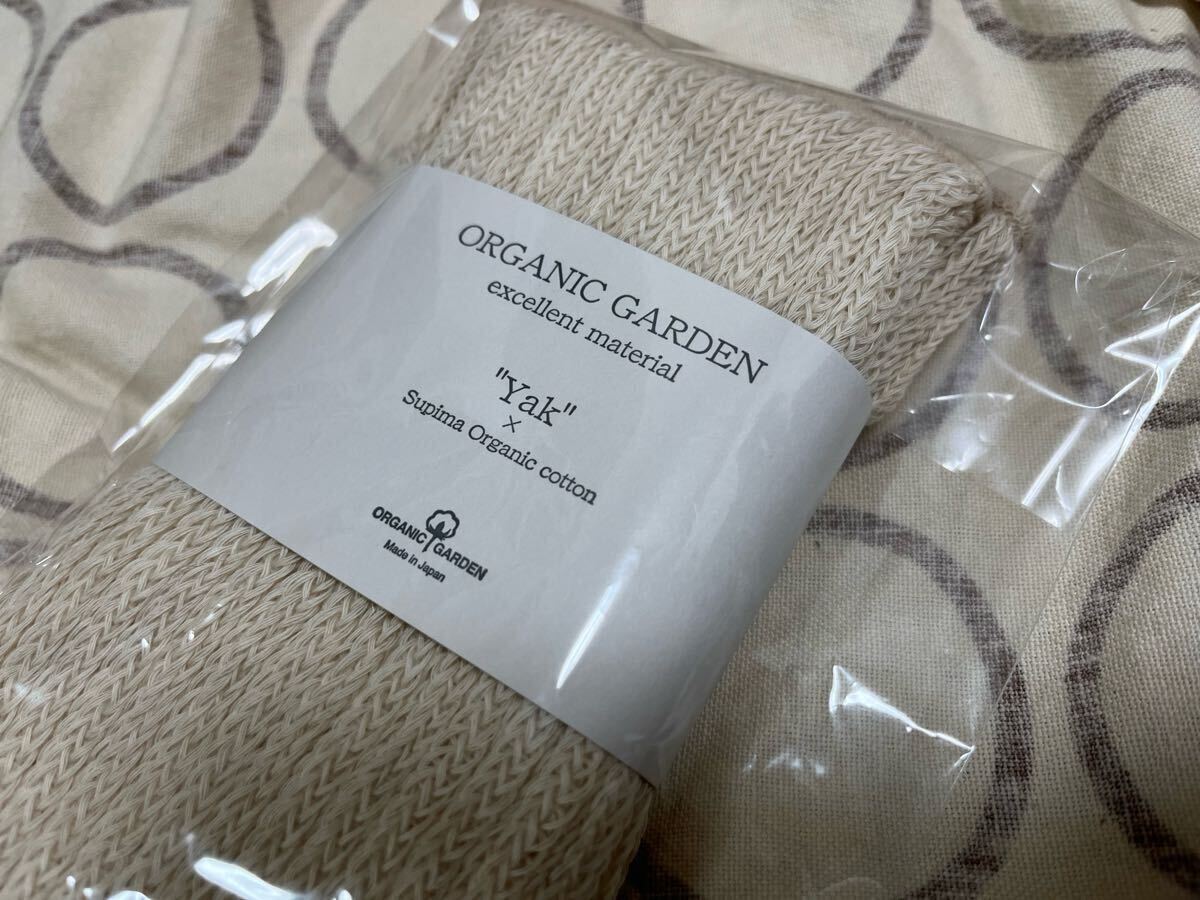 ORGANIC GARDEN
excellent material
"Yak"
×
Supima Organic cotton
ORGANIC GARDEN
Made in Japan